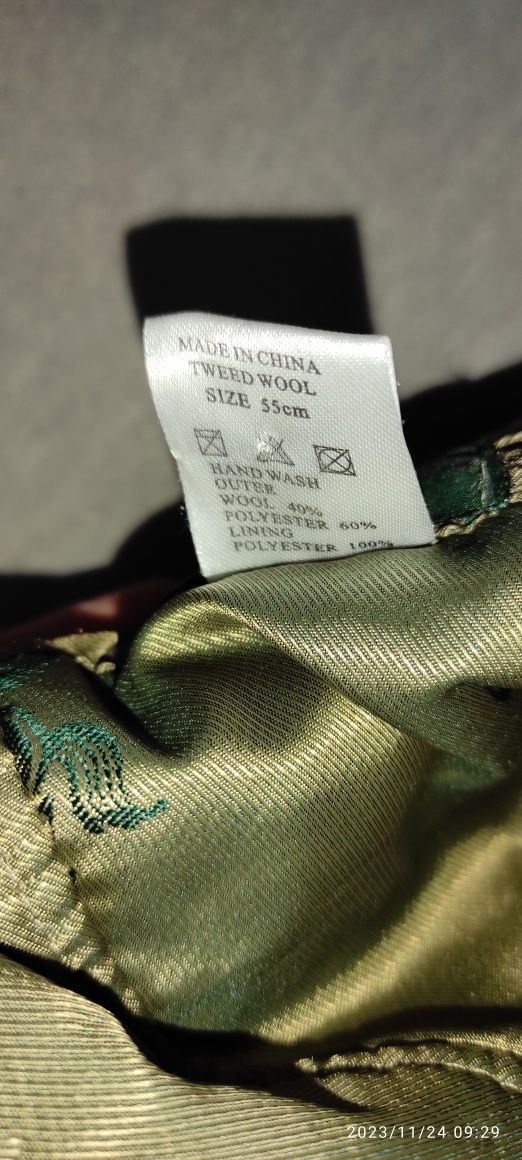 MADE IN CHINA
TWEED WOOL
SIZE 55cm
HAND WASH
OUTER
WOOL 40%
POLYESTER 60%
LINING
POLYESTER 100%
2023/11/24 09:29